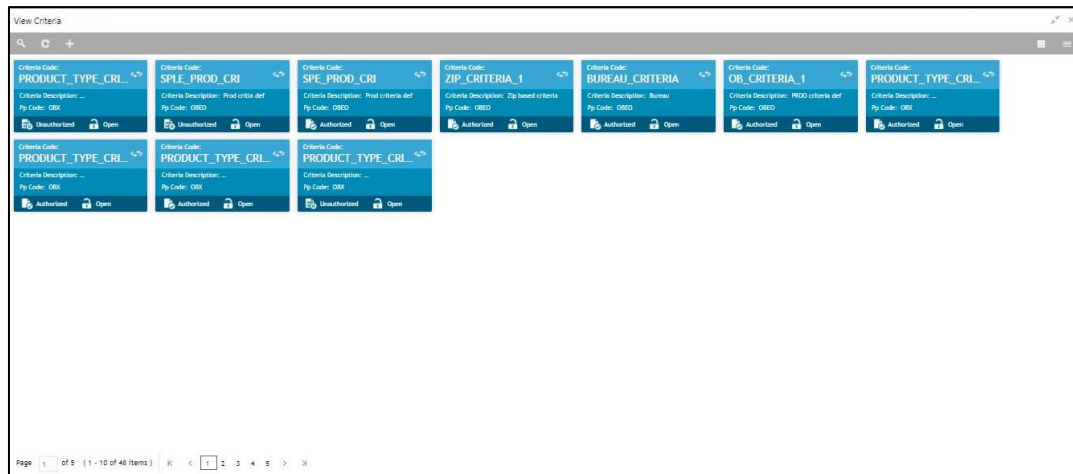 View Criteria
Criteria Code:
PRODUCT_TYPE_CRI...
Criteria Description: ...
Pp Code: OBX
Unauthorized Open
Criteria Code:
SPLE_PROD_CRI
Criteria Description: Prod critia def
Pp Code: OBEO
Unauthorized Open
Criteria Code:
SPE_PROD_CRI
Criteria Description: Prod criteria def
Pp Code: OBEO
Authorized Open
Criteria Code:
ZIP_CRITERIA_1
Criteria Description: Zip based criteria
Pp Code: OBEO
Authorized Open
Criteria Code:
BUREAU_CRITERIA
Criteria Description: Bureau
Pp Code: OBEO
Authorized Open
Criteria Code:
OB_CRITERIA_1
Criteria Description: PRDO criteria def
Pp Code: OBEO
Authorized Open
Criteria Code:
PRODUCT_TYPE_CRI...
Criteria Description: ...
Pp Code: OBX
Authorized Open
Criteria Code:
PRODUCT_TYPE_CRI...
Criteria Description: ...
Pp Code: OBX
Authorized Open
Criteria Code:
PRODUCT_TYPE_CRI...
Criteria Description: ...
Pp Code: OBX
Authorized Open
Criteria Code:
PRODUCT_TYPE_CRI...
Criteria Description: ...
Pp Code: OBX
Unauthorized Open
Page 1 of 5 (1 - 10 of 48 items) 1 2 3 4 5